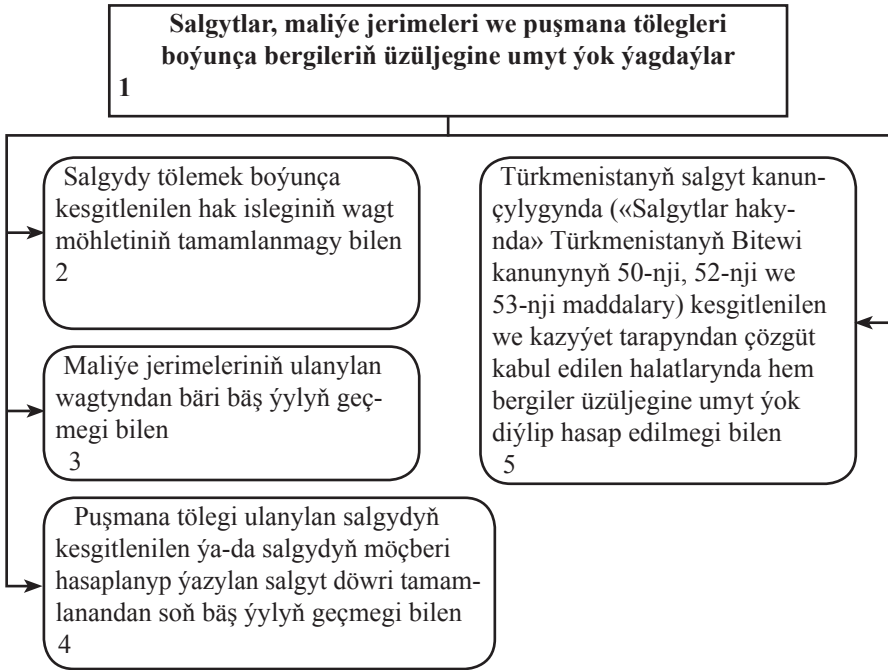 Salgytlar, maliýe jerimeleri we puşmana tölegleri
boýunça bergileriň üzüljegine umyt ýok ýagdaýlar
1
Salgydy tölemek boýunça
kesgitlenilen hak isleginiň wagt
möhletiniň tamamlanmagy bilen
2
Maliýe jerimeleriniň ulanylan
wagtyndan bäri bäş ýylyň geç-
megi bilen
3
Puşmana tölegi ulanylan salgydyň
kesgitlenilen ýa-da salgydyň möçberi
hasaplanyp ýazylan salgyt döwri tamam-
lanandan soň bäş ýylyň geçmegi bilen
4
Türkmenistanyň salgyt kanun-
çylygynda («Salgytlar haky-
nda» Türkmenistanyň Bitewi
kanunynyň 50-nji, 52-nji we
53-nji maddalary) kesgitlenilen
we kazyýet tarapyndan çözgüt
kabul edilen halatlarynda hem
bergiler üzüljegine umyt ýok
diýlip hasap edilmegi bilen
5